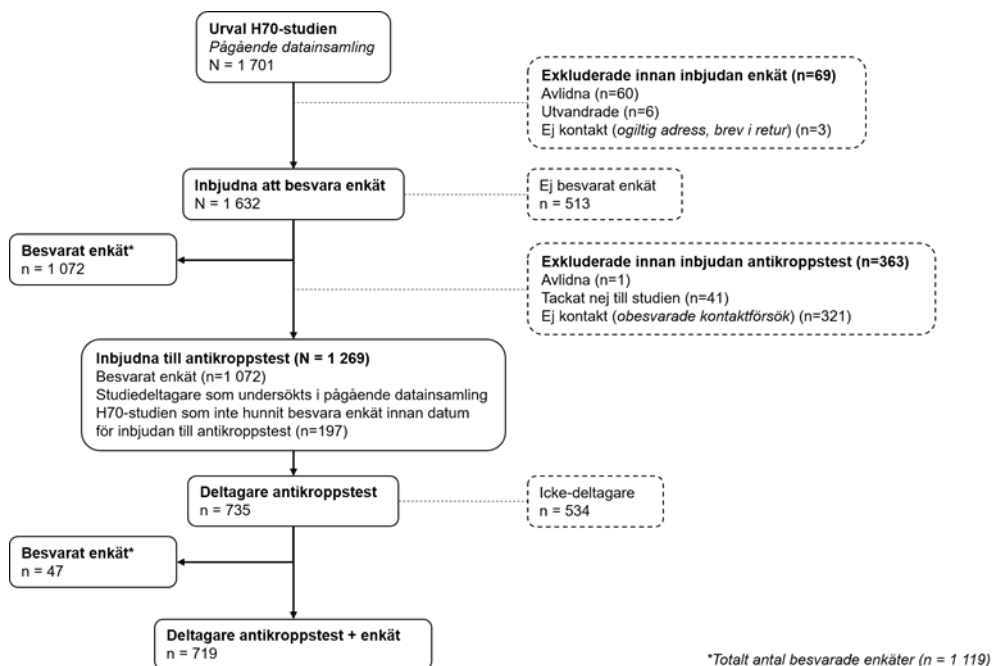 Urval H70-studien
Pågående datainsamling
N = 1 701
Exkluderade innan inbjudan enkät (n=69)
Avlidna (n=60)
Utvandrade (n=6)
Ej kontakt (ogiltig adress, brev i retur) (n=3)
Inbjudna att besvara enkät
N = 1 632
Ej besvarat enkät
n = 513
Besvarat enkät*
n = 1 072
Exkluderade innan inbjudan antikroppstest (n=363)
Avlidna (n=1)
Tackat nej till studien (n=41)
Ej kontakt (obesvarade kontaktförsök) (n=321)
Inbjudna till antikroppstest (N = 1 269)
Besvarat enkät (n=1 072)
Studiedeltagare som undersökts i pågående datainsamling
H70-studien som inte hunnit besvara enkät innan datum
för inbjudan till antikroppstest (n=197)
Deltagare antikroppstest
n = 735
Icke-deltagare
n = 534
Besvarat enkät*
n = 47
Deltagare antikroppstest + enkät
n = 719
*Totalt antal besvarade enkäter (n = 1 119)